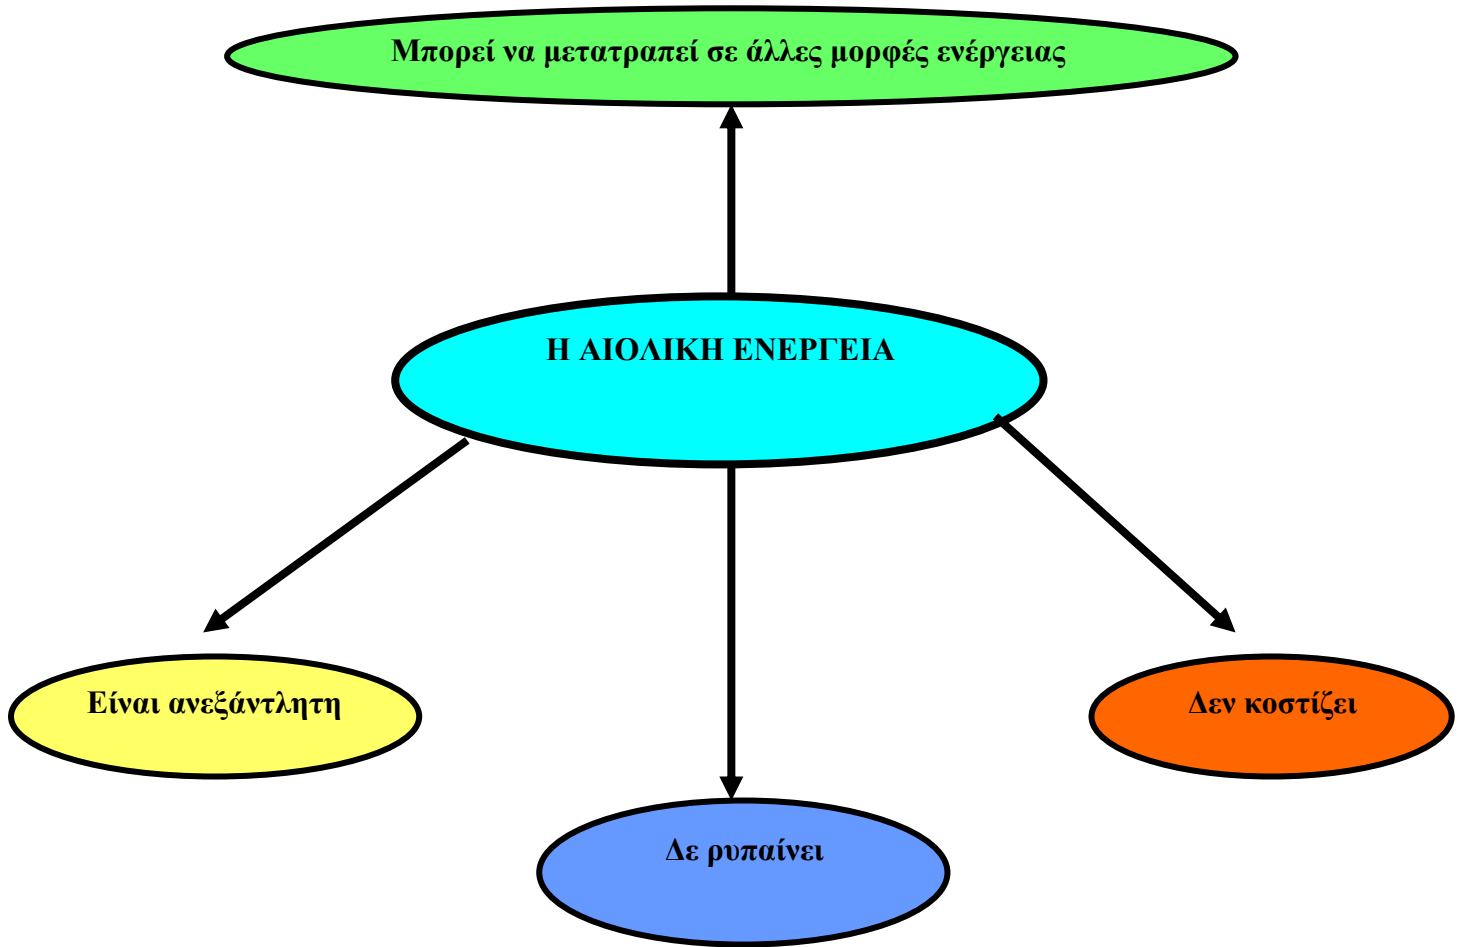 Μπορεί να μετατραπεί σε άλλες μορφές ενέργειας
Η ΑΙΟΛΙΚΗ ΕΝΕΡΓΕΙΑ
Είναι ανεξάντλητη
Δεν κοστίζει
Δε ρυπαίνει